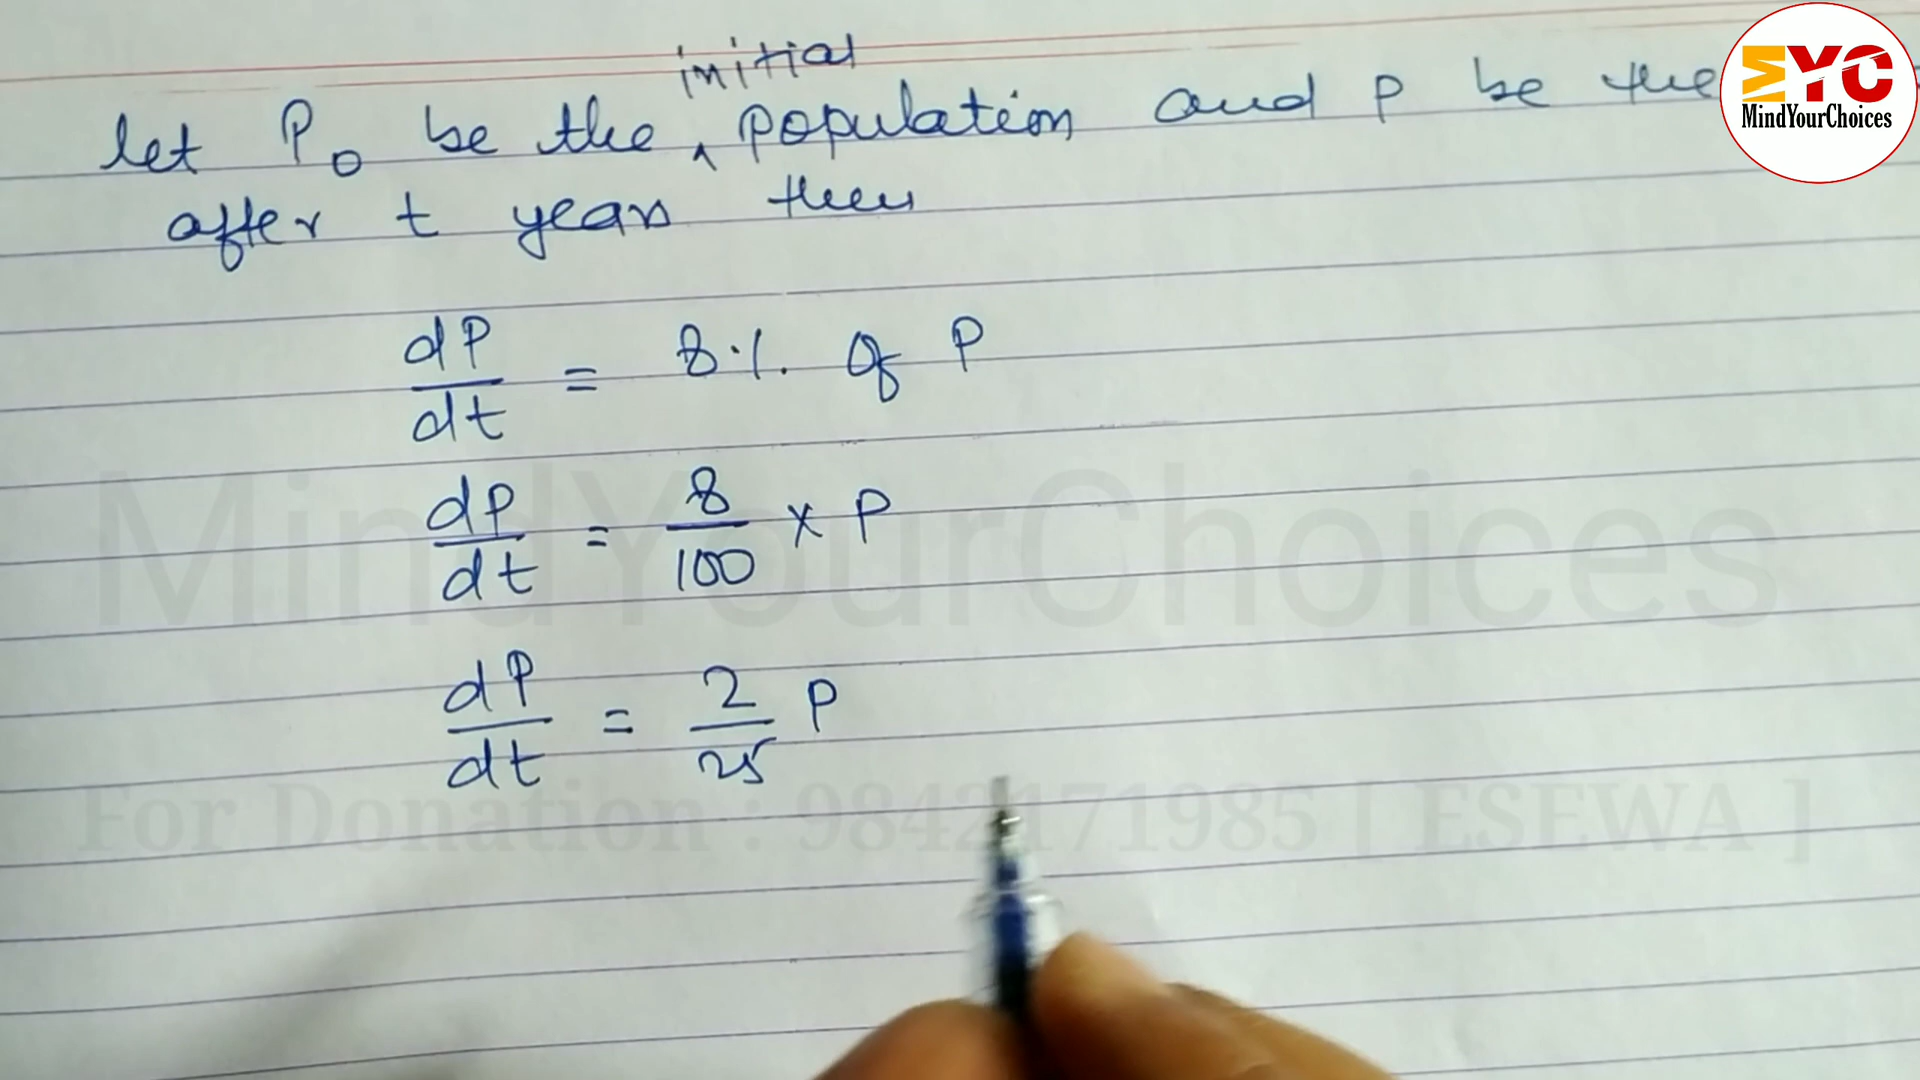 initial
let P₀ be the ‸ population and P be the
after t years then
dP/dt = 8% of P
dP/dt = 8/100 × P
dP/dt = 2/25 P
MYC
MindYourChoices
MindYourChoices
For Donation : 9842171985 [ ESEWA ]